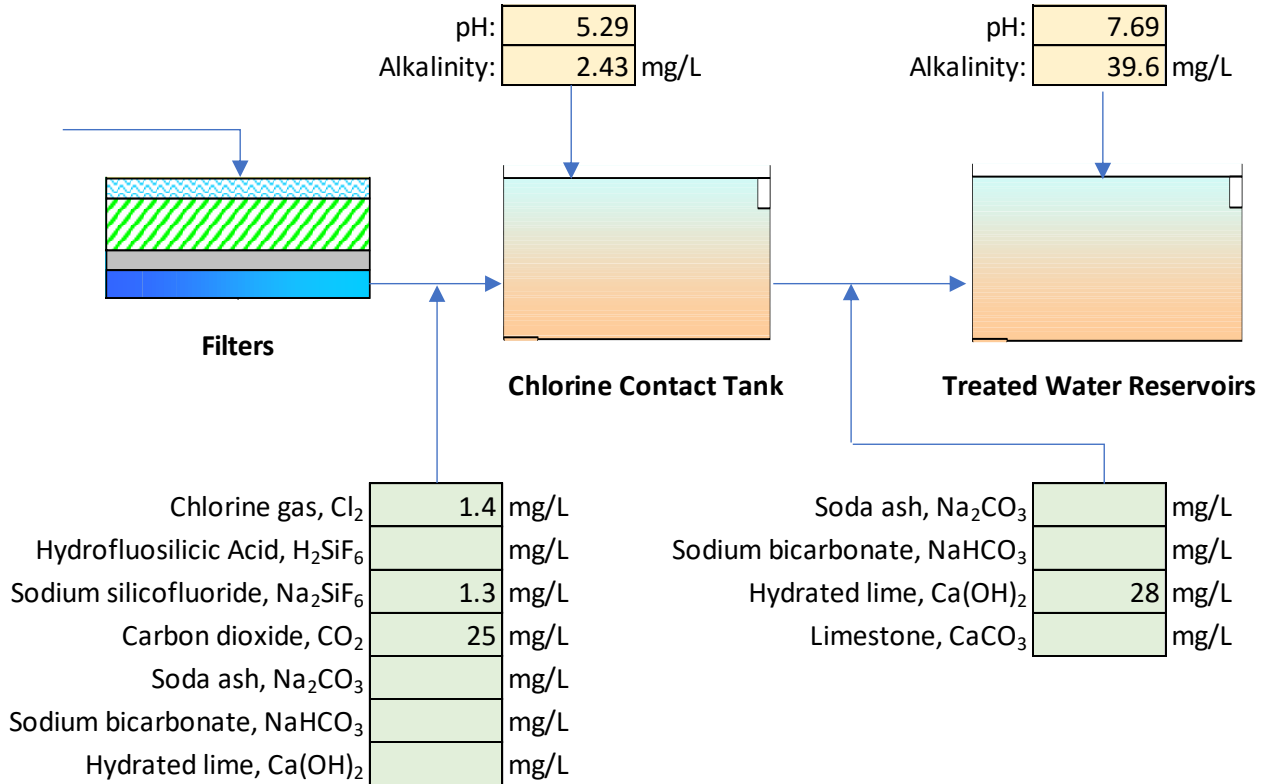 pH: 5.29
Alkalinity: 2.43 mg/L
pH: 7.69
Alkalinity: 39.6 mg/L
Filters
Chlorine Contact Tank
Treated Water Reservoirs
Chlorine gas, Cl₂ 1.4 mg/L
Hydrofluosilicic Acid, H₂SiF₆ mg/L
Sodium silicofluoride, Na₂SiF₆ 1.3 mg/L
Carbon dioxide, CO₂ 25 mg/L
Soda ash, Na₂CO₃ mg/L
Sodium bicarbonate, NaHCO₃ mg/L
Hydrated lime, Ca(OH)₂ mg/L
Soda ash, Na₂CO₃ mg/L
Sodium bicarbonate, NaHCO₃ mg/L
Hydrated lime, Ca(OH)₂ 28 mg/L
Limestone, CaCO₃ mg/L